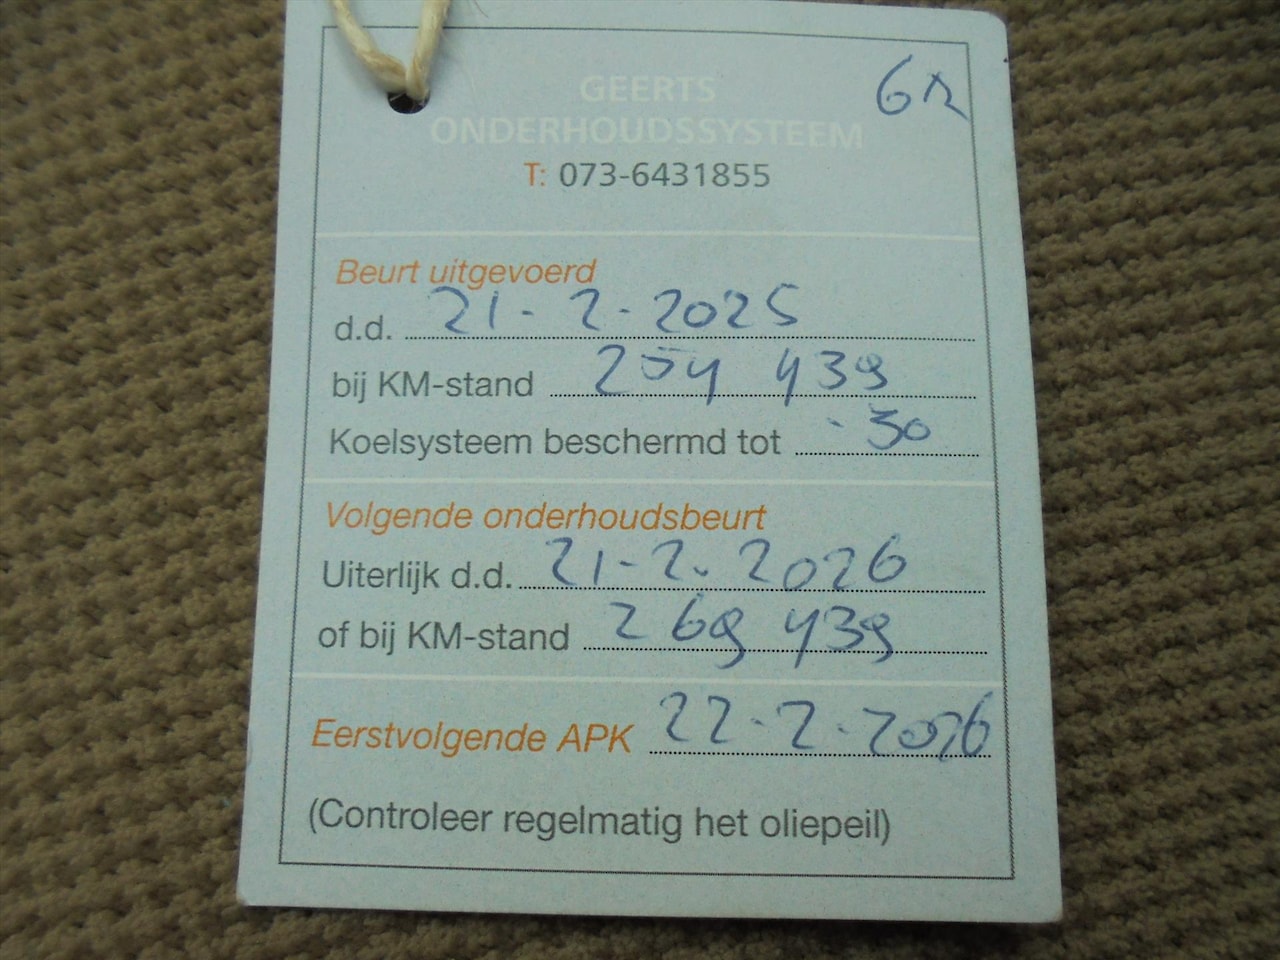 GEERTS
ONDERHOUDSSYSTEEM
T: 073-6431855
Beurt uitgevoerd
d.d. 21-2-2025
bij KM-stand 254 439
Koelsysteem beschermd tot -30
Volgende onderhoudsbeurt
Uiterlijk d.d. 21-2-2026
of bij KM-stand 269 439
Eerstvolgende APK 22-2-2026
(Controleer regelmatig het oliepeil)